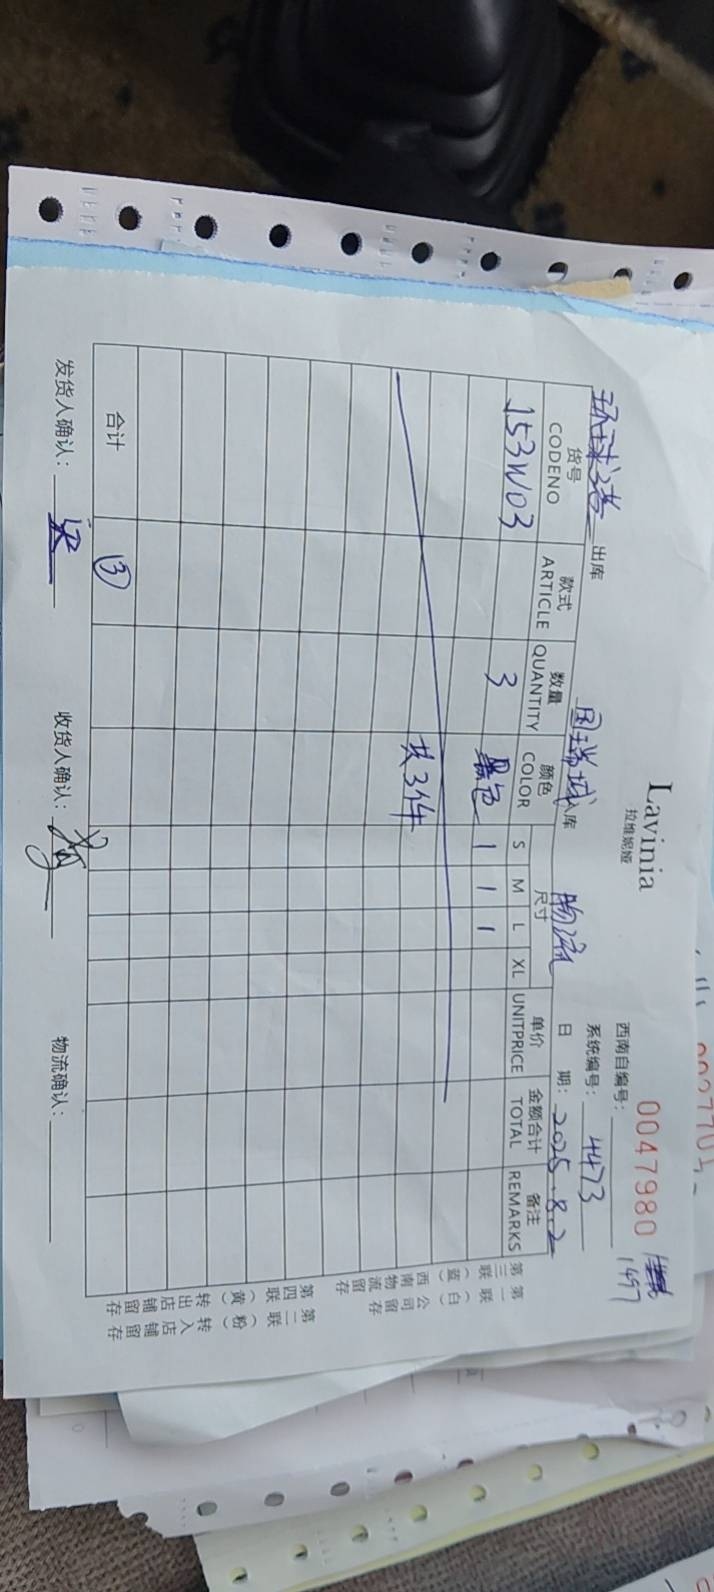 Lavinia
拉维妮娅
0047980
1497
西南自编号:
系统编号: 4473
环球港 出库 国瑞城 入库 物流 日 期: 2025.8.2
货号 款式 数量 颜色 尺寸 单价 金额合计 备注
CODENO ARTICLE QUANTITY COLOR S M L XL UNITPRICE TOTAL REMARKS
J53W03 3 黑色 1 1 1
共3件
合计 ③
发货人确认: 收货人确认: 物流确认:
第一联(白)公司留存
第二联(粉)转入店铺留存
第三联(蓝)西南物流留存
第四联(黄)转出店铺留存